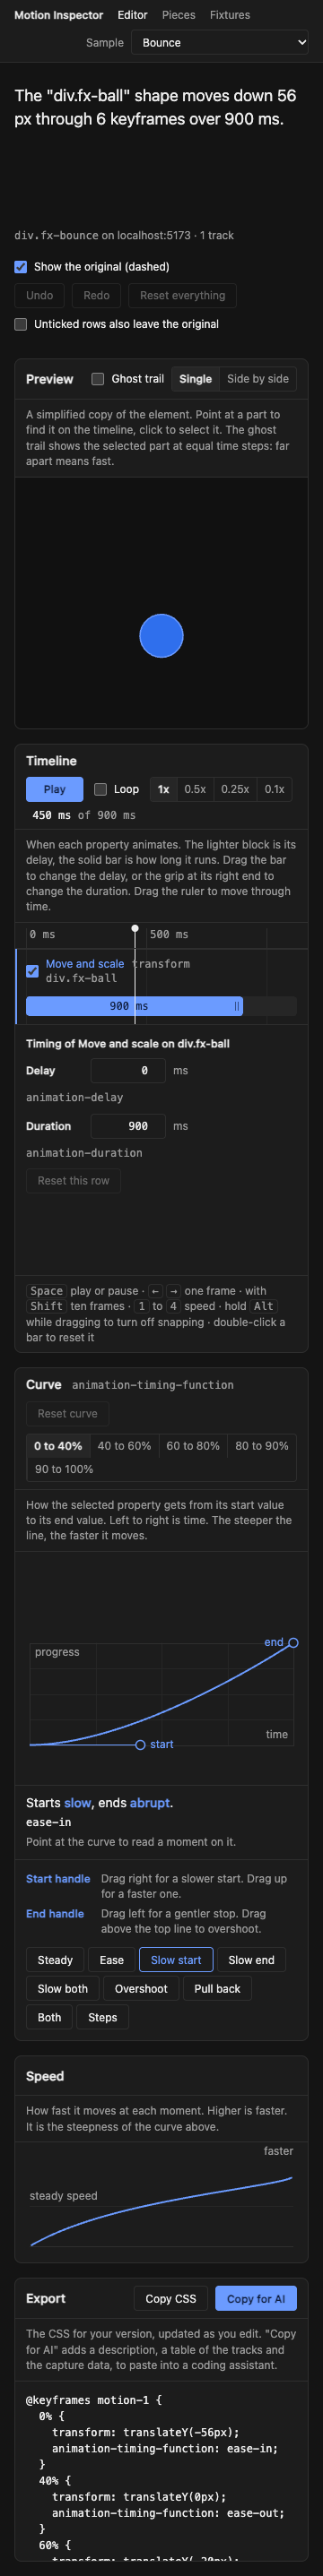 Motion Inspector Editor Pieces Fixtures
Sample Bounce
The "div.fx-ball" shape moves down 56
px through 6 keyframes over 900 ms.
div.fx-bounce on localhost:5173 · 1 track
Show the original (dashed)
Undo Redo Reset everything
Unticked rows also leave the original
Preview Ghost trail Single Side by side
A simplified copy of the element. Point at a part to
find it on the timeline, click to select it. The ghost
trail shows the selected part at equal time steps: far
apart means fast.
Timeline
Play Loop 1x 0.5x 0.25x 0.1x
450 ms of 900 ms
When each property animates. The lighter block is its
delay, the solid bar is how long it runs. Drag the bar
to change the delay, or the grip at its right end to
change the duration. Drag the ruler to move through
time.
0 ms 500 ms
Move and scale transform
div.fx-ball
900 ms
Timing of Move and scale on div.fx-ball
Delay 0 ms
animation-delay
Duration 900 ms
animation-duration
Reset this row
Space play or pause · ← → one frame · with
Shift ten frames · 1 to 4 speed · hold Alt
while dragging to turn off snapping · double-click a
bar to reset it
Curve animation-timing-function
Reset curve
0 to 40% 40 to 60% 60 to 80% 80 to 90%
90 to 100%
How the selected property gets from its start value
to its end value. Left to right is time. The steeper the
line, the faster it moves.
end
progress
time
start
Starts slow, ends abrupt.
ease-in
Point at the curve to read a moment on it.
Start handle Drag right for a slower start. Drag up
for a faster one.
End handle Drag left for a gentler stop. Drag
above the top line to overshoot.
Steady Ease Slow start Slow end
Slow both Overshoot Pull back
Both Steps
Speed
How fast it moves at each moment. Higher is faster.
It is the steepness of the curve above.
faster
steady speed
Export Copy CSS Copy for AI
The CSS for your version, updated as you edit. "Copy
for AI" adds a description, a table of the tracks and
the capture data, to paste into a coding assistant.
@keyframes motion-1 {
0% {
transform: translateY(-56px);
animation-timing-function: ease-in;
}
40% {
transform: translateY(0px);
animation-timing-function: ease-out;
}
60% {
transform: translateY(-20px);